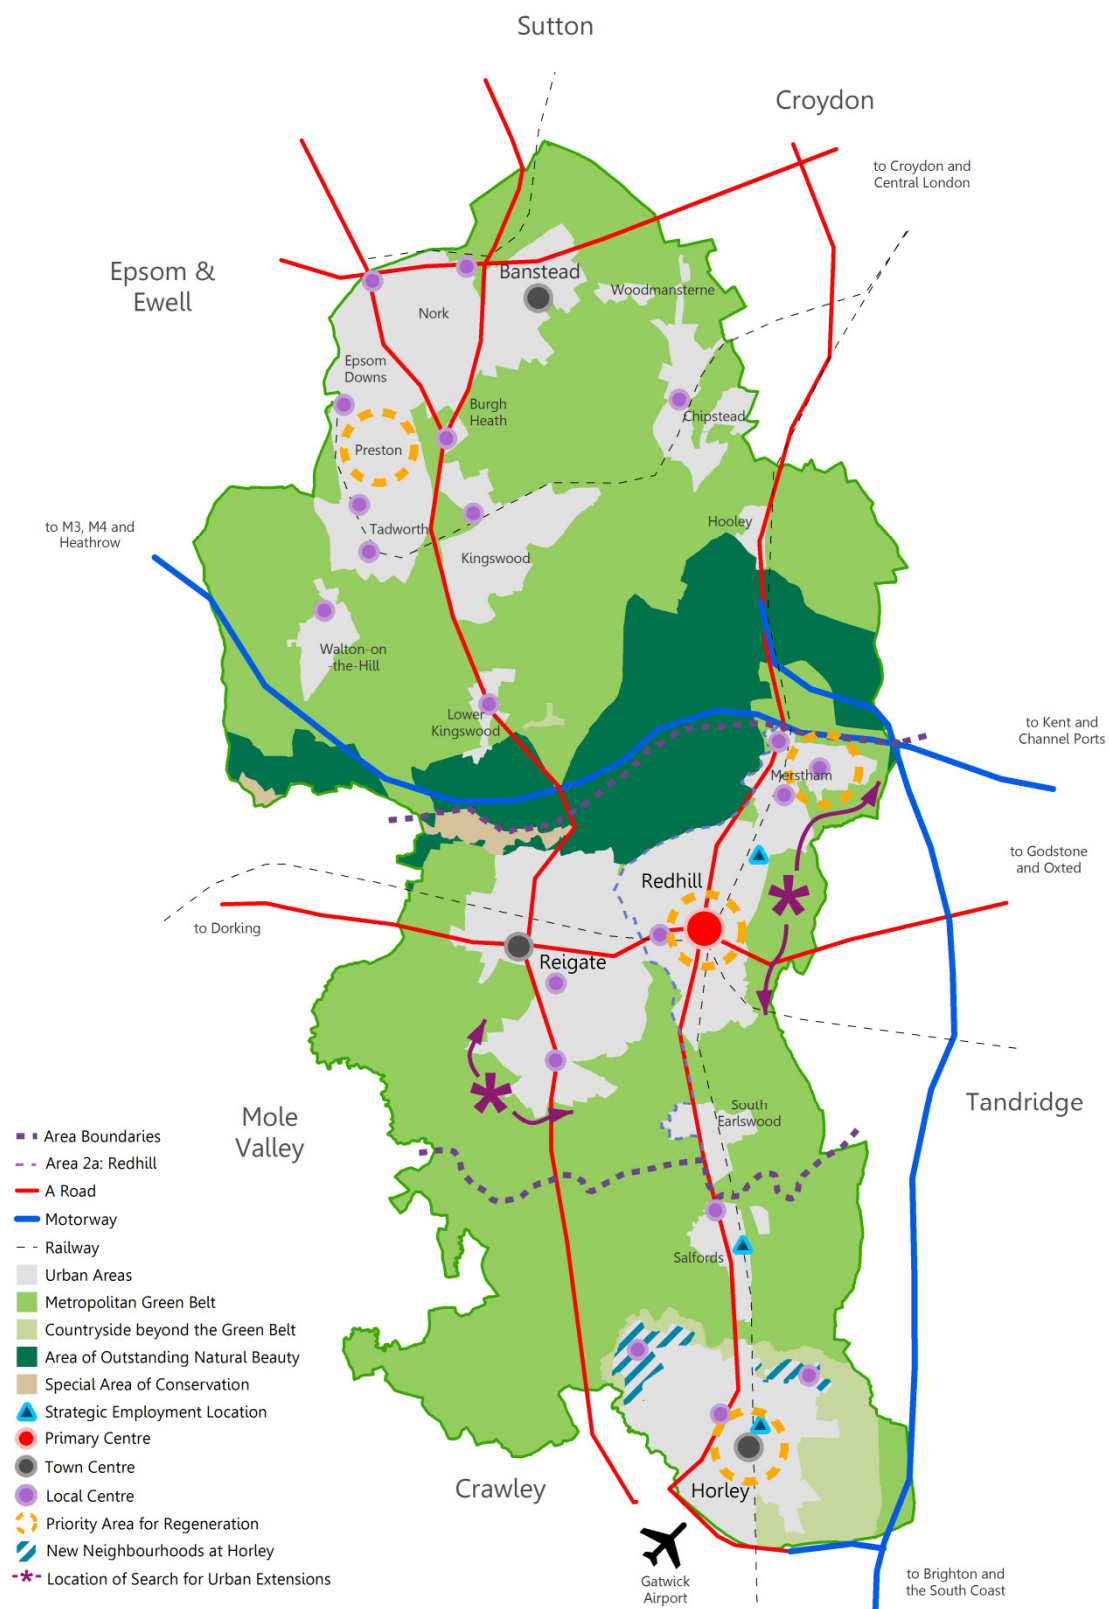 Sutton
Croydon
to Croydon and
Central London
Epsom &
Ewell
Banstead
Woodmansterne
Nork
Epsom
Downs
Burgh
Heath
Chipstead
Preston
to M3, M4 and
Heathrow
Tadworth
Hooley
Kingswood
Walton-on
-the-Hill
Lower
Kingswood
to Kent and
Channel Ports
Merstham
to Godstone
and Oxted
Redhill
to Dorking
Reigate
Mole
Valley
South
Earlswood
Tandridge
Salfords
Area Boundaries
Area 2a: Redhill
A Road
Motorway
Railway
Urban Areas
Metropolitan Green Belt
Countryside beyond the Green Belt
Area of Outstanding Natural Beauty
Special Area of Conservation
Strategic Employment Location
Primary Centre
Town Centre
Local Centre
Priority Area for Regeneration
New Neighbourhoods at Horley
Location of Search for Urban Extensions
Crawley
Horley
Gatwick
Airport
to Brighton and
the South Coast